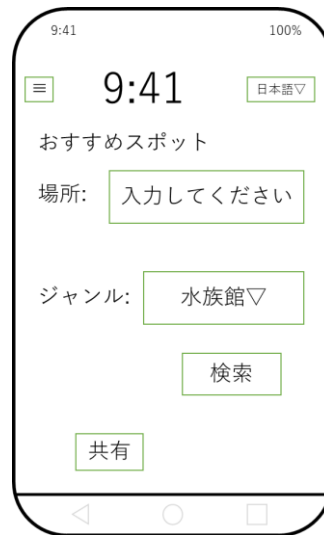 9:41 100%
≡ 9:41 日本語▽
おすすめスポット
場所: 入力してください
ジャンル: 水族館▽
検索
共有